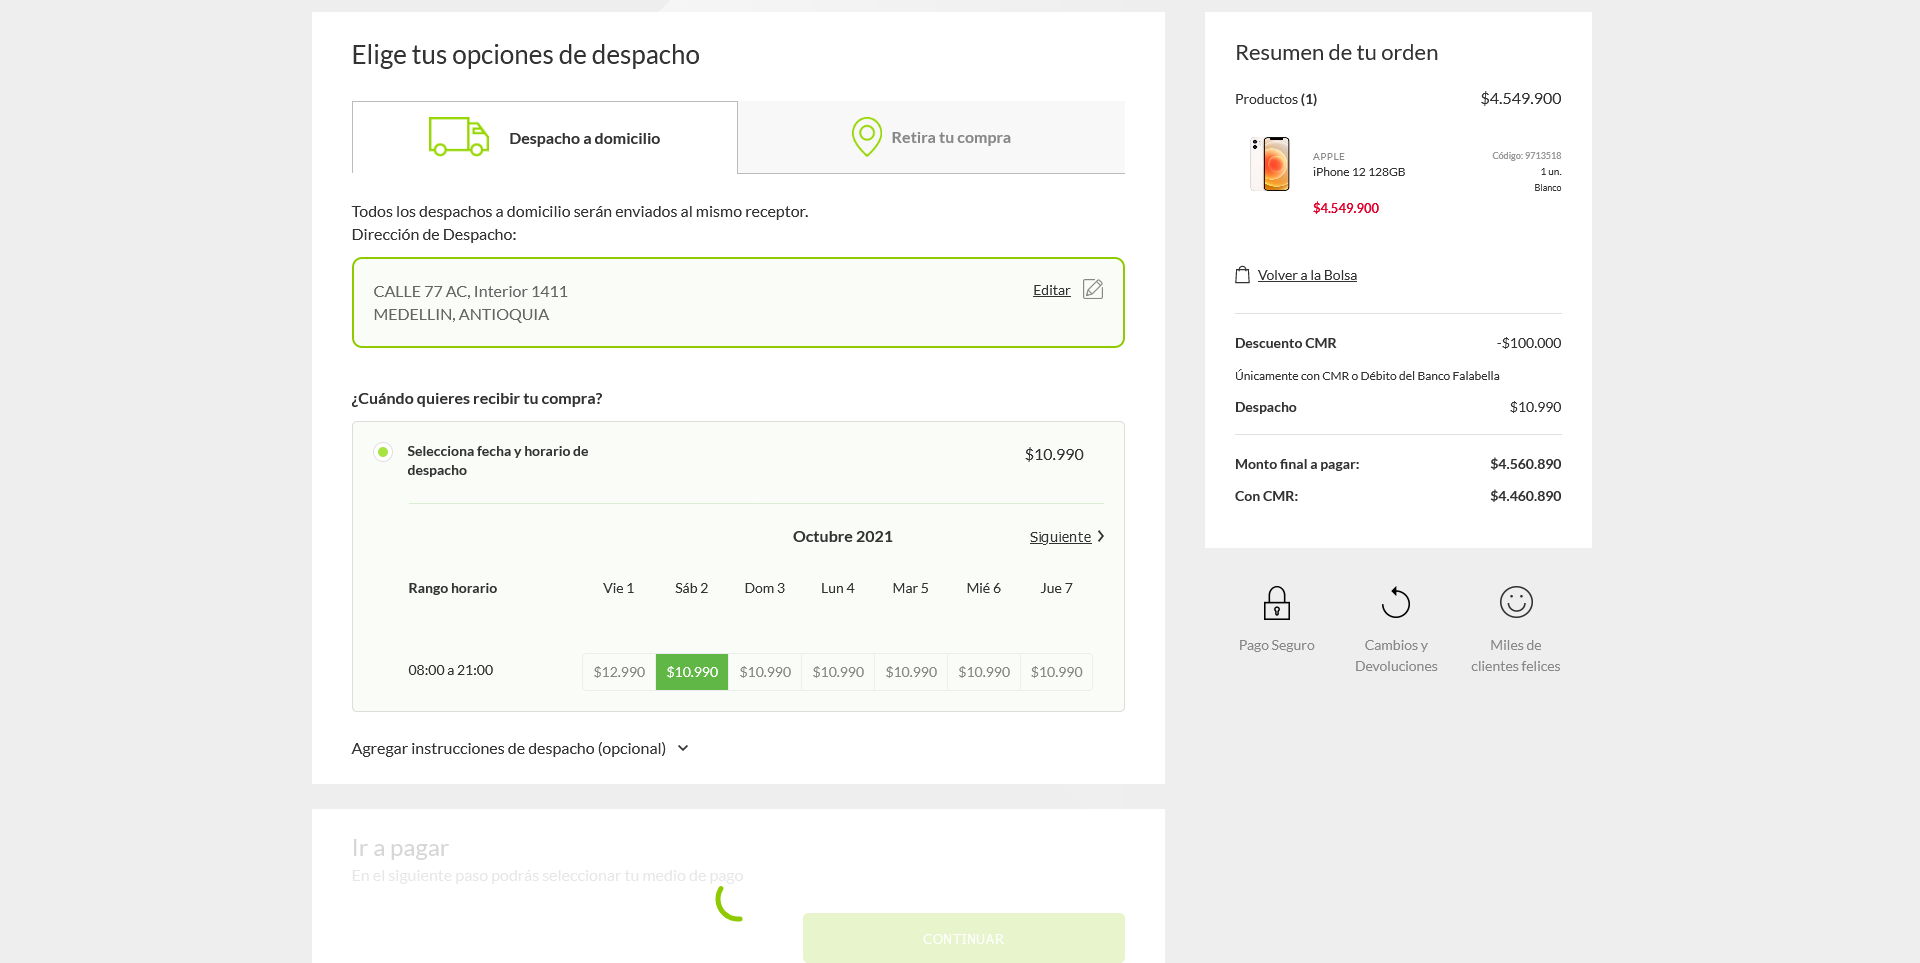 Elige tus opciones de despacho
Despacho a domicilio
Retira tu compra
Todos los despachos a domicilio serán enviados al mismo receptor.
Dirección de Despacho:
CALLE 77 AC, Interior 1411
MEDELLIN, ANTIOQUIA
Editar
¿Cuándo quieres recibir tu compra?
Selecciona fecha y horario de
despacho
$10.990
Octubre 2021
Siguiente
Rango horario Vie 1 Sáb 2 Dom 3 Lun 4 Mar 5 Mié 6 Jue 7
08:00 a 21:00 $12.990 $10.990 $10.990 $10.990 $10.990 $10.990 $10.990
Agregar instrucciones de despacho (opcional)
Ir a pagar
En el siguiente paso podrás seleccionar tu medio de pago
CONTINUAR
Resumen de tu orden
Productos (1) $4.549.900
APPLE
iPhone 12 128GB
$4.549.900
Código: 9713518
1 un.
Blanco
Volver a la Bolsa
Descuento CMR -$100.000
Únicamente con CMR o Débito del Banco Falabella
Despacho $10.990
Monto final a pagar: $4.560.890
Con CMR: $4.460.890
Pago Seguro
Cambios y
Devoluciones
Miles de
clientes felices